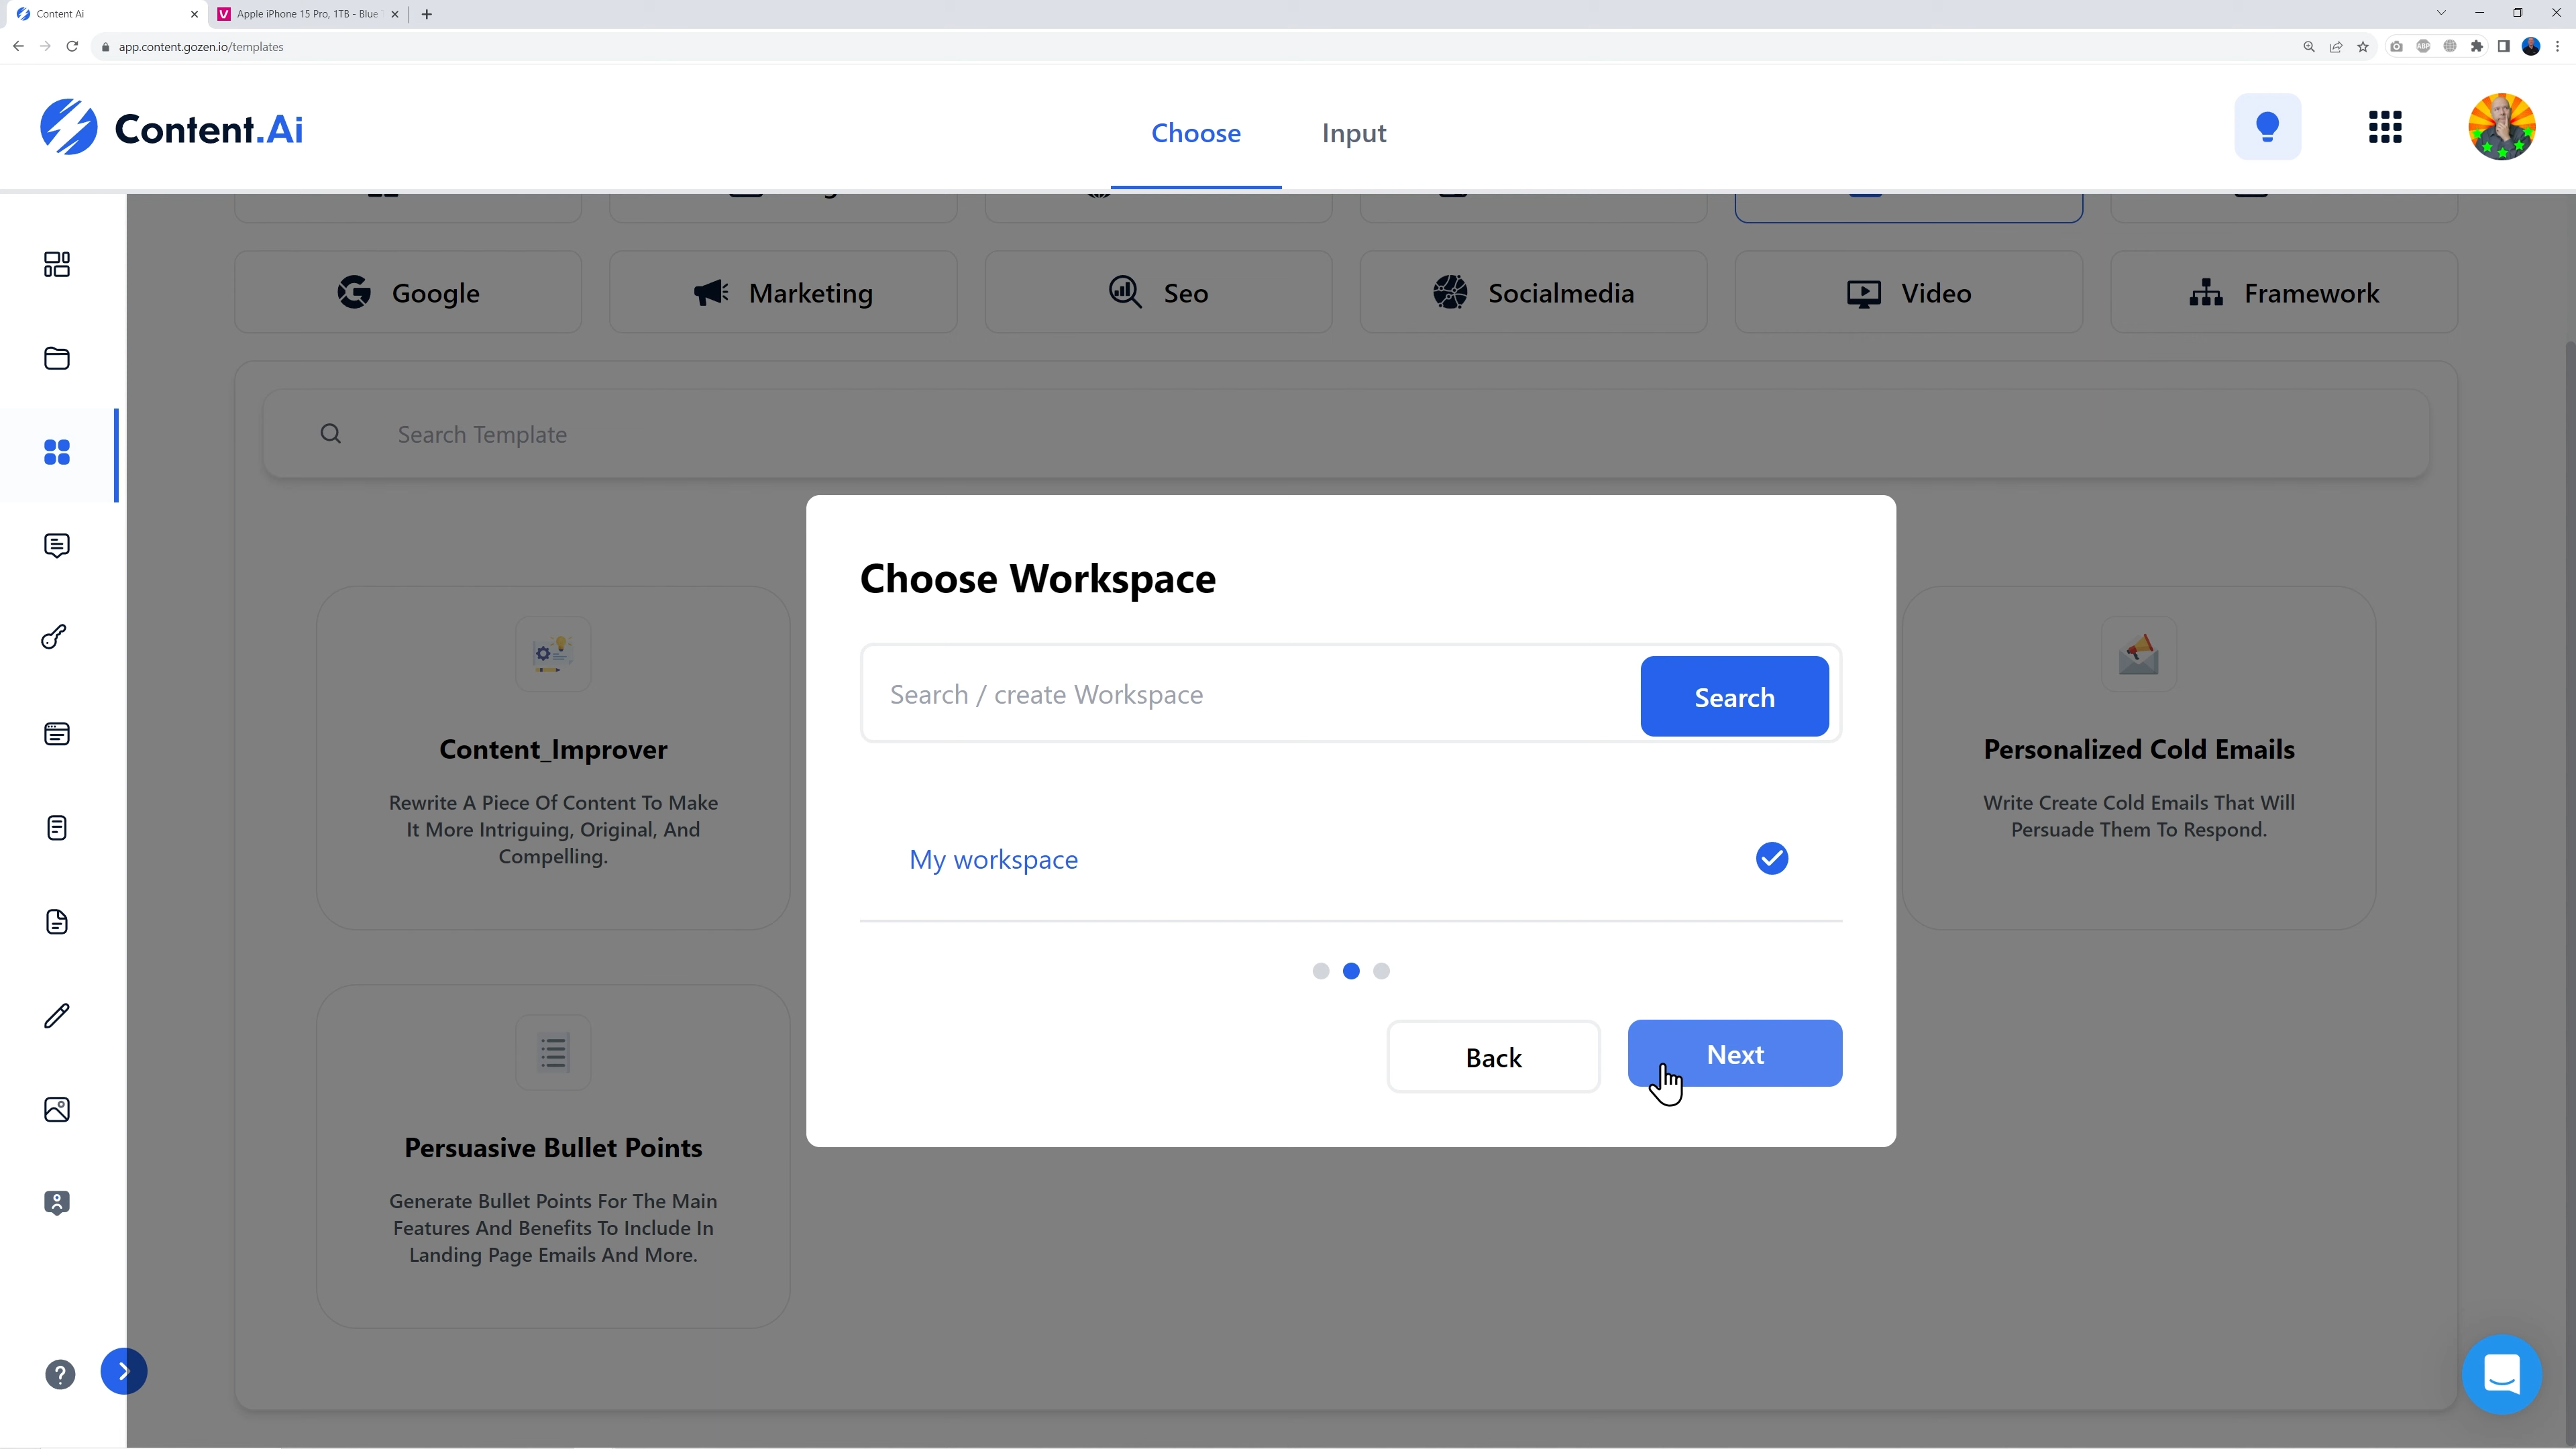 Content Ai
Apple iPhone 15 Pro, 1TB - Blue
app.content.gozen.io/templates
Content.Ai
Choose
Input
Google
Marketing
Seo
Socialmedia
Video
Framework
Search Template
Choose Workspace
Search / create Workspace
Search
My workspace
Back
Next
Content_Improver
Rewrite A Piece Of Content To Make
It More Intriguing, Original, And
Compelling.
Personalized Cold Emails
Write Create Cold Emails That Will
Persuade Them To Respond.
Persuasive Bullet Points
Generate Bullet Points For The Main
Features And Benefits To Include In
Landing Page Emails And More.